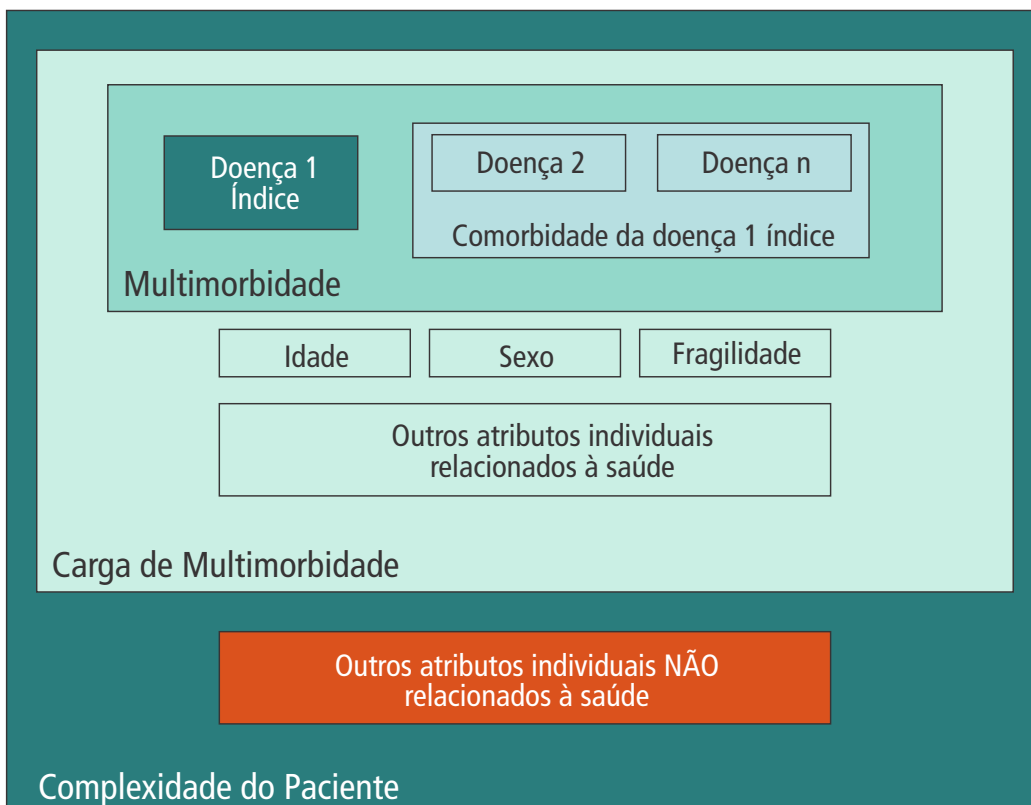 Doença 1
Índice
Doença 2
Doença n
Comorbidade da doença 1 índice
Multimorbidade
Idade
Sexo
Fragilidade
Outros atributos individuais
relacionados à saúde
Carga de Multimorbidade
Outros atributos individuais NÃO
relacionados à saúde
Complexidade do Paciente